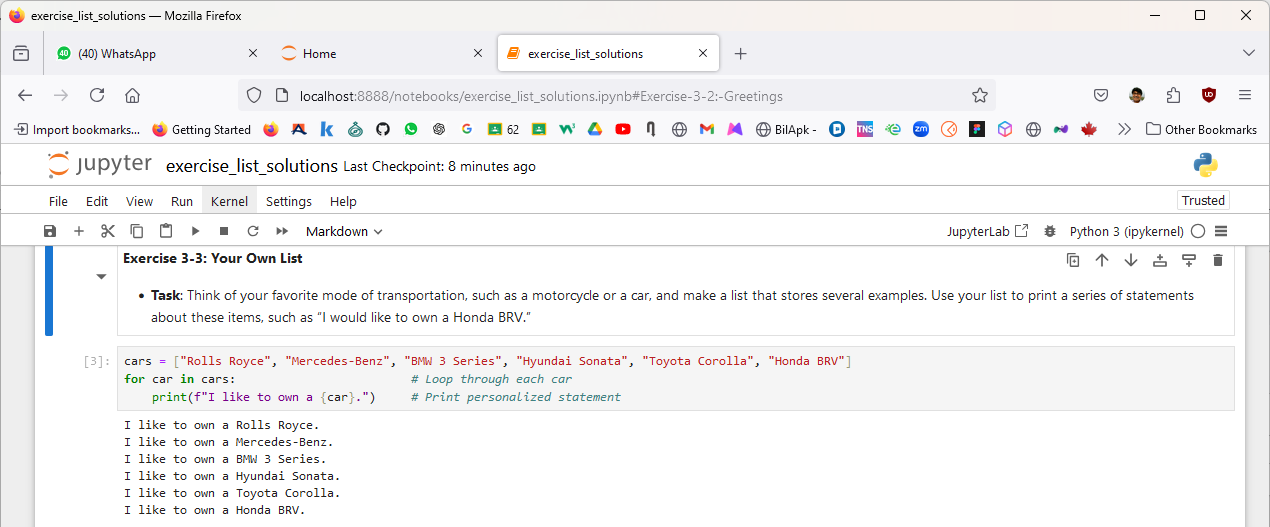 exercise_list_solutions — Mozilla Firefox
40 (40) WhatsApp
Home
exercise_list_solutions
localhost:8888/notebooks/exercise_list_solutions.ipynb#Exercise-3-2:-Greetings
Import bookmarks... Getting Started 62 BilApk - TNS zm Other Bookmarks
jupyter exercise_list_solutions Last Checkpoint: 8 minutes ago
File Edit View Run Kernel Settings Help Trusted
Markdown JupyterLab Python 3 (ipykernel)
Exercise 3-3: Your Own List
• Task: Think of your favorite mode of transportation, such as a motorcycle or a car, and make a list that stores several examples. Use your list to print a series of statements
about these items, such as “I would like to own a Honda BRV.”
[3]: cars = ["Rolls Royce", "Mercedes-Benz", "BMW 3 Series", "Hyundai Sonata", "Toyota Corolla", "Honda BRV"]
for car in cars: # Loop through each car
print(f"I like to own a {car}.") # Print personalized statement
I like to own a Rolls Royce.
I like to own a Mercedes-Benz.
I like to own a BMW 3 Series.
I like to own a Hyundai Sonata.
I like to own a Toyota Corolla.
I like to own a Honda BRV.